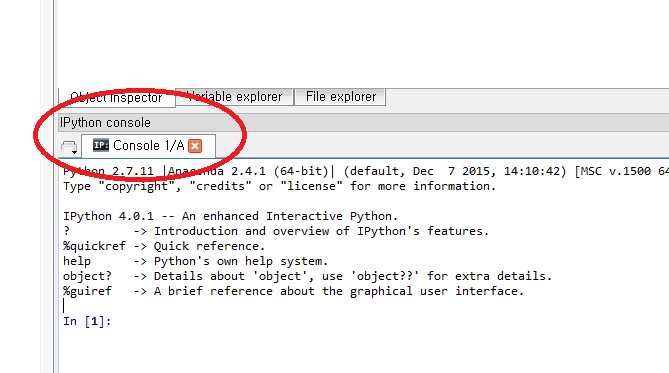 Object inspector Variable explorer File explorer
IPython console
IP: Console 1/A
Python 2.7.11 |Anaconda 2.4.1 (64-bit)| (default, Dec  7 2015, 14:10:42) [MSC v.1500 64
Type "copyright", "credits" or "license" for more information.
IPython 4.0.1 -- An enhanced Interactive Python.
?         -> Introduction and overview of IPython's features.
%quickref -> Quick reference.
help      -> Python's own help system.
object?   -> Details about 'object', use 'object??' for extra details.
%guiref   -> A brief reference about the graphical user interface.
In [1]: